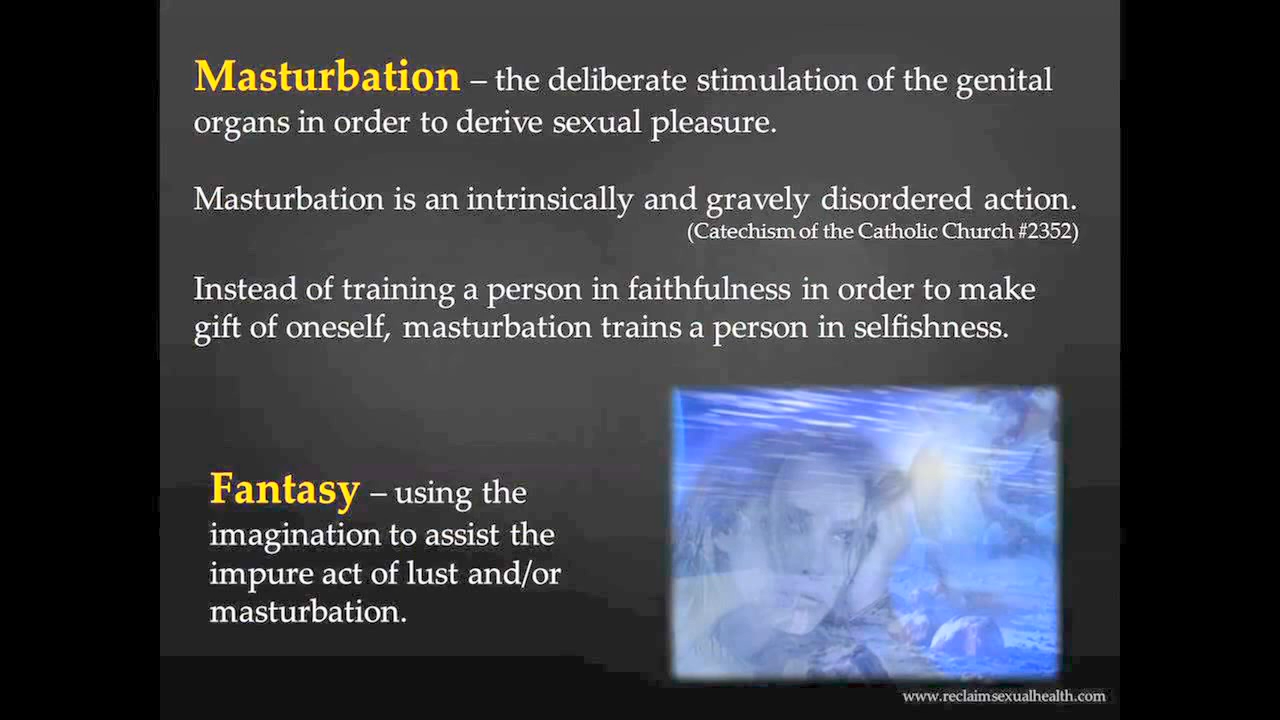 Masturbation – the deliberate stimulation of the genital
organs in order to derive sexual pleasure.
Masturbation is an intrinsically and gravely disordered action.
(Catechism of the Catholic Church #2352)
Instead of training a person in faithfulness in order to make
gift of oneself, masturbation trains a person in selfishness.
Fantasy – using the
imagination to assist the
impure act of lust and/or
masturbation.
www.reclaimsexualhealth.com